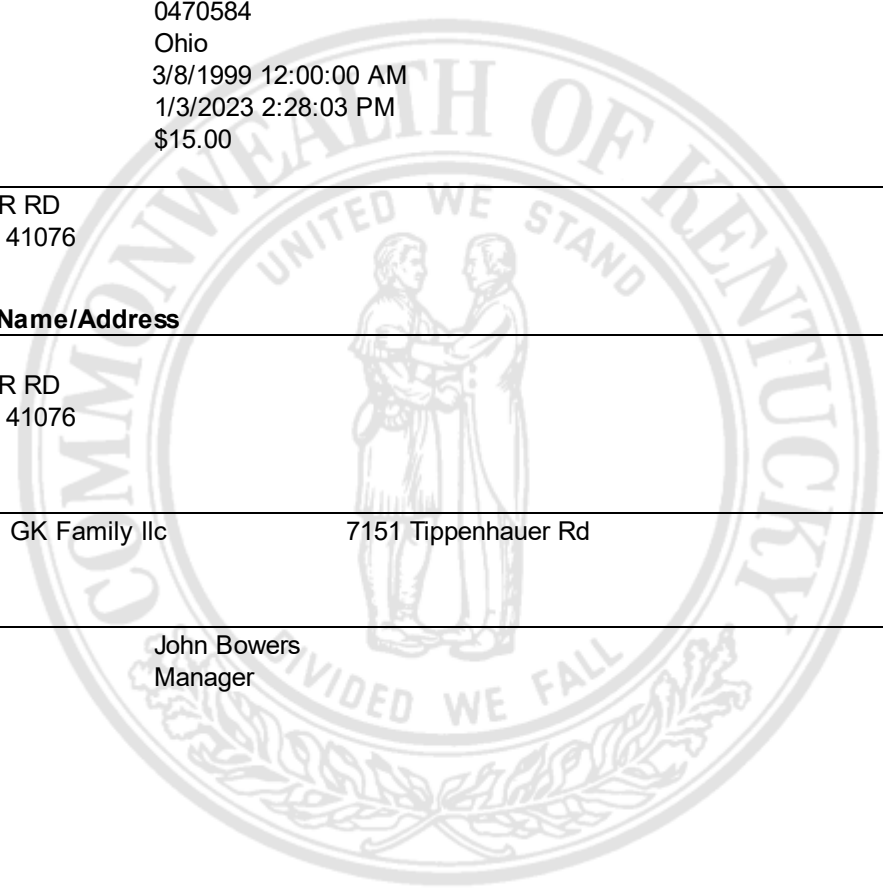 0470584
Ohio
3/8/1999 12:00:00 AM
1/3/2023 2:28:03 PM
$15.00
R RD
41076
Name/Address
R RD
41076
GK Family llc 7151 Tippenhauer Rd
John Bowers
Manager
COMMONWEALTH OF KENTUCKY
UNITED WE STAND
DIVIDED WE FALL